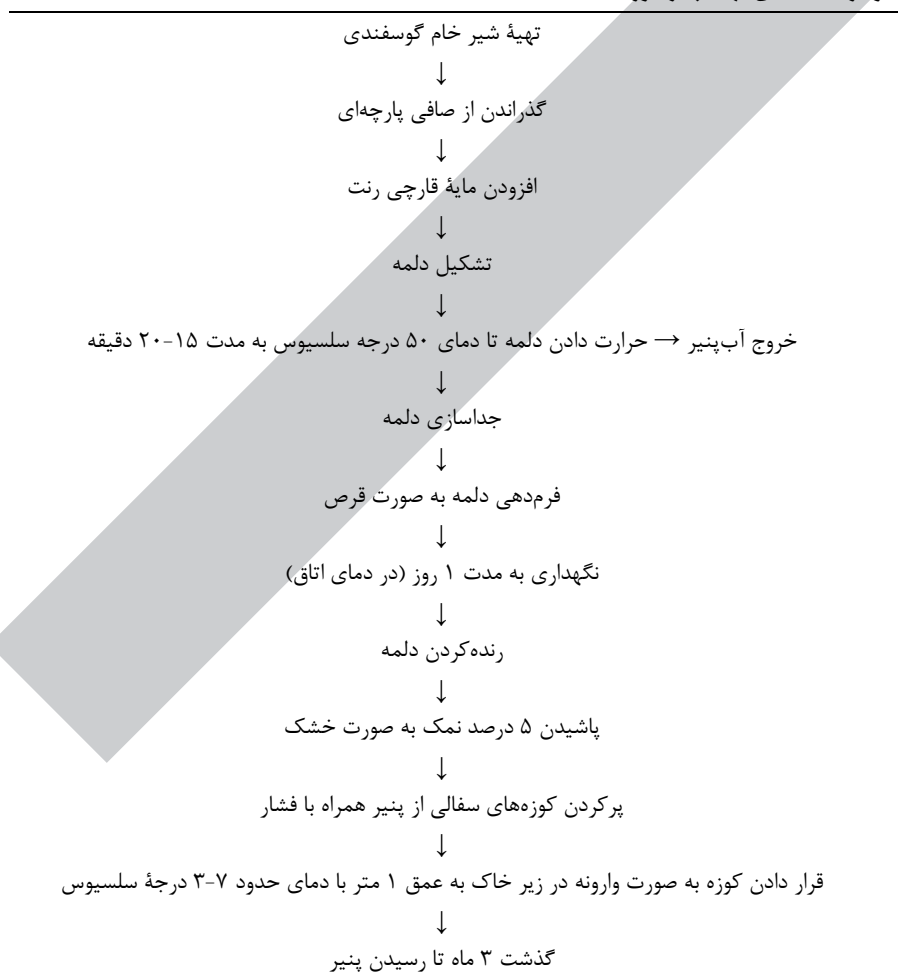 تهیهٔ شیر خام گوسفندی
↓
گذراندن از صافی پارچه‌ای
↓
افزودن مایهٔ قارچی رنت
↓
تشکیل دلمه
↓
خروج آب‌پنیر → حرارت دادن دلمه تا دمای ۵۰ درجه سلسیوس به مدت ۱۵-۲۰ دقیقه
↓
جداسازی دلمه
↓
فرم‌دهی دلمه به صورت قرص
↓
نگهداری به مدت ۱ روز (در دمای اتاق)
↓
رنده‌کردن دلمه
↓
پاشیدن ۵ درصد نمک به صورت خشک
↓
پرکردن کوزه‌های سفالی از پنیر همراه با فشار
↓
قرار دادن کوزه به صورت وارونه در زیر خاک به عمق ۱ متر با دمای حدود ۷-۳ درجهٔ سلسیوس
↓
گذشت ۳ ماه تا رسیدن پنیر